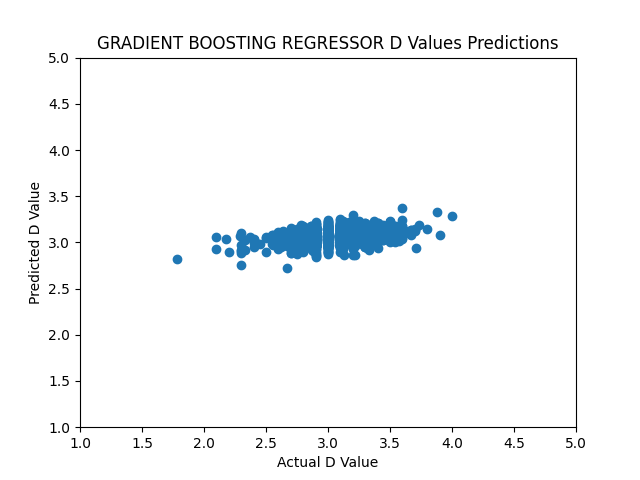 GRADIENT BOOSTING REGRESSOR D Values Predictions
5.0
4.5
4.0
3.5
3.0
2.5
2.0
1.5
1.0
Predicted D Value
1.0 1.5 2.0 2.5 3.0 3.5 4.0 4.5 5.0
Actual D Value